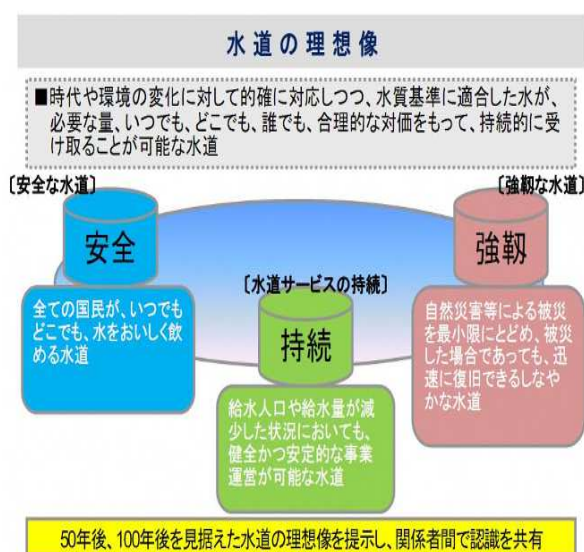 水道の理想像
■時代や環境の変化に対して的確に対応しつつ、水質基準に適合した水が、
必要な量、いつでも、どこでも、誰でも、合理的な対価をもって、持続的に受
け取ることが可能な水道
〔安全な水道〕
安全
全ての国民が、いつでも
どこでも、水をおいしく飲
める水道
〔水道サービスの持続〕
持続
給水人口や給水量が減
少した状況においても、
健全かつ安定的な事業
運営が可能な水道
〔強靭な水道〕
強靭
自然災害等による被災
を最小限にとどめ、被災
した場合であっても、迅
速に復旧できるしなや
かな水道
50年後、100年後を見据えた水道の理想像を提示し、関係者間で認識を共有